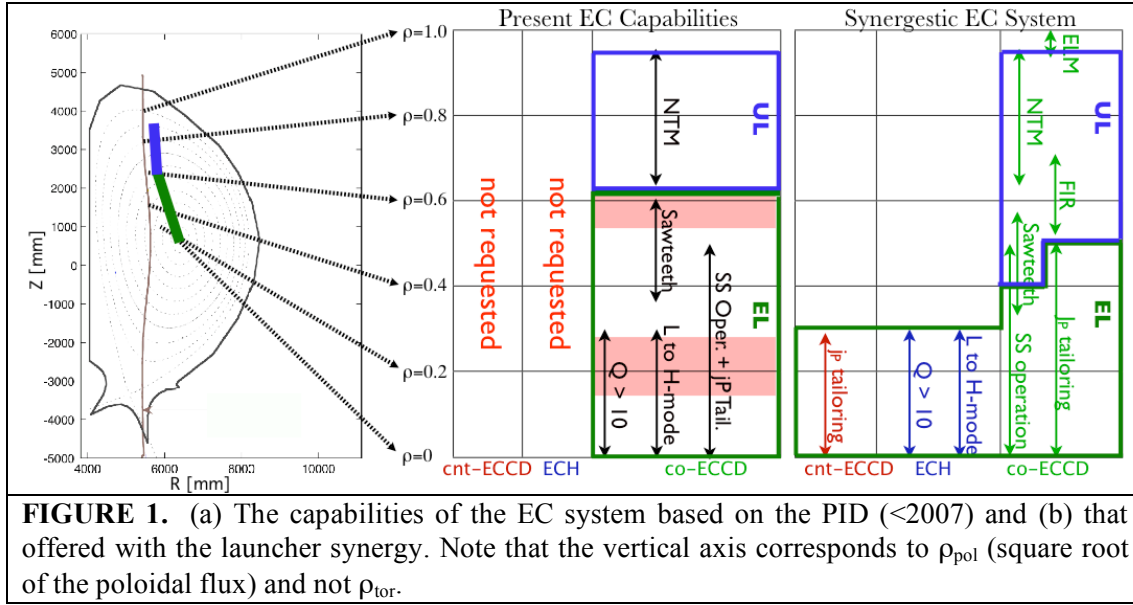 Present EC Capabilities
Synergestic EC System
6000
5000
4000
3000
2000
1000
0
-1000
-2000
-3000
-4000
-5000
Z [mm]
4000 6000 8000 10000
R [mm]
ρ=1.0
ρ=0.8
ρ=0.6
ρ=0.4
ρ=0.2
ρ=0
not requested
not requested
NTM
UL
Sawteeth
SS Oper. + jP Tail.
EL
Q > 10
L to H-mode
cnt-ECCD ECH co-ECCD
ELM
NTM
UL
FIR
Sawteeth
SS operation
jP tailoring
EL
jP tailoring
Q > 10
L to H-mode
cnt-ECCD ECH co-ECCD
FIGURE 1. (a) The capabilities of the EC system based on the PID (<2007) and (b) that
offered with the launcher synergy. Note that the vertical axis corresponds to ρpol (square root
of the poloidal flux) and not ρtor.